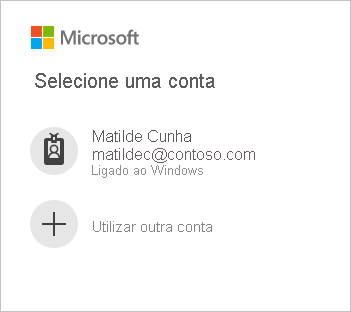 Microsoft
Selecione uma conta
Matilde Cunha
matildec@contoso.com
Ligado ao Windows
Utilizar outra conta